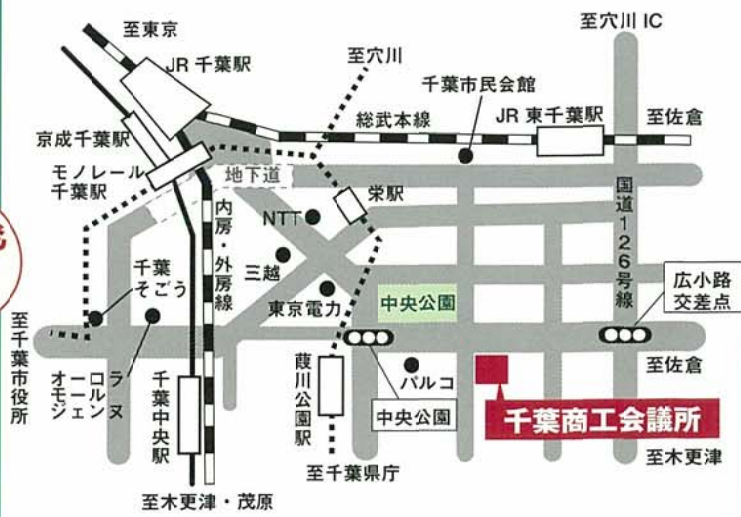 至東京
至穴川 IC
JR 千葉駅
至穴川
千葉市民会館
京成千葉駅
総武本線
JR 東千葉駅
至佐倉
モノレール
千葉駅
地下道
栄駅
国道126号線
NTT
内房・外房線
千葉
そごう
三越
東京電力
中央公園
広小路
交差点
至千葉市役所
コルンヌ
オーェ
モジ
ラ
千葉中央駅
葭川公園駅
パルコ
中央公園
至佐倉
千葉商工会議所
至木更津
至千葉県庁
至木更津・茂原